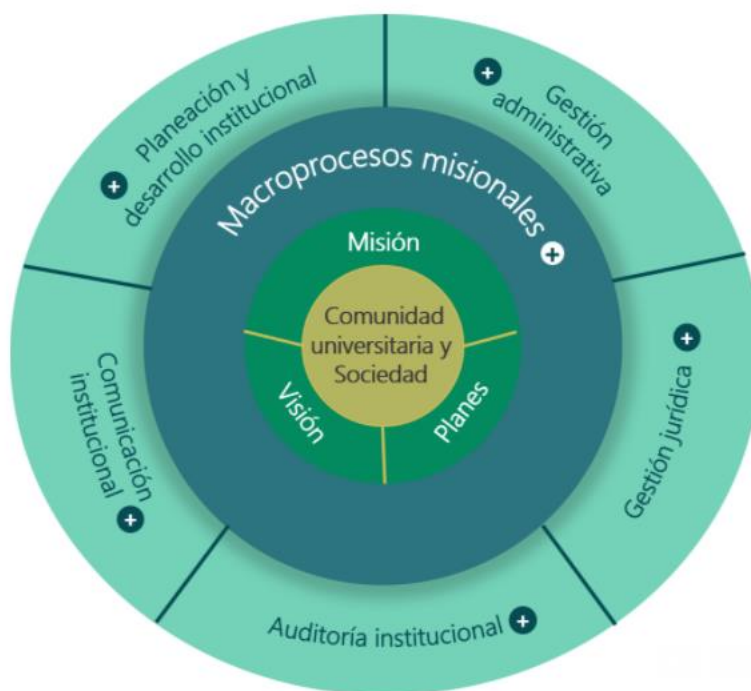 Planeación y
desarrollo institucional
Gestión
administrativa
Macroprocesos misionales
Misión
Comunidad
universitaria y
Sociedad
Visión
Planes
Comunicación
institucional
Gestión jurídica
Auditoría institucional